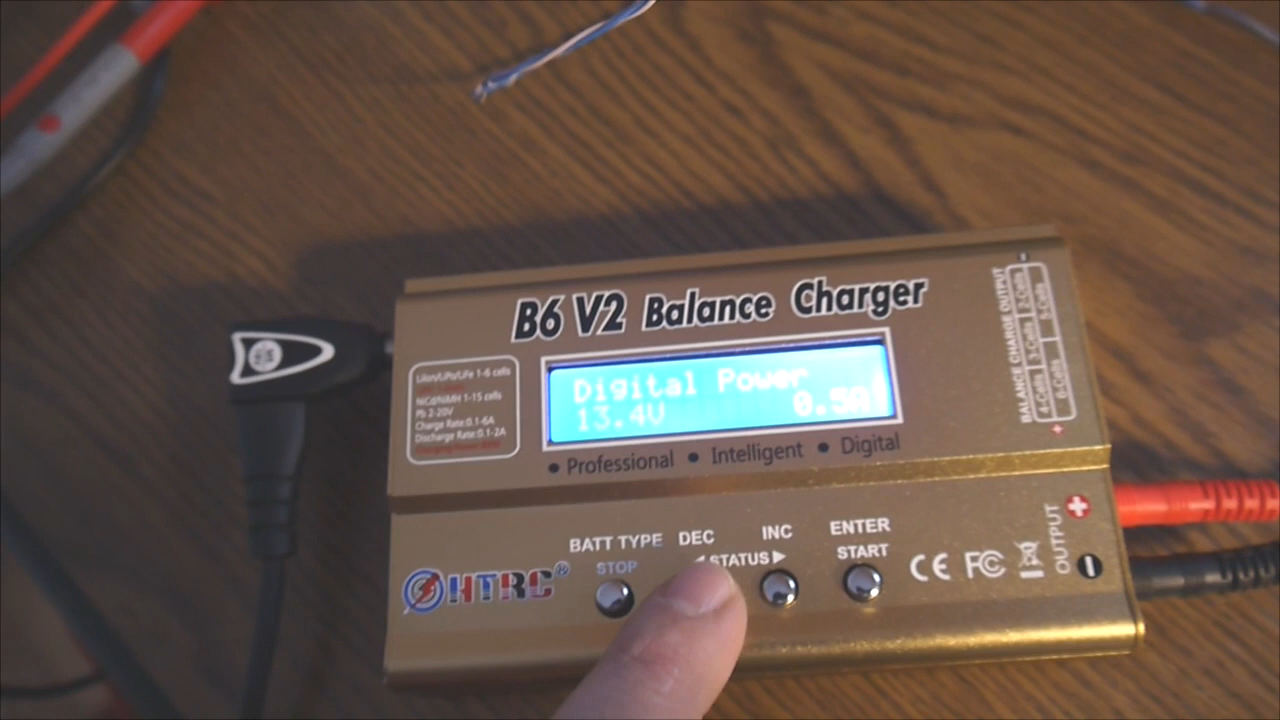 B6 V2 Balance Charger
LiIon/LiPo/LiFe 1-6 cells
NiCd/NiMH 1-15 cells
Pb 2-20V
Charge Rate:0.1-6A
Discharge Rate:0.1-2A
Digital Power
13.4V 0.5A
• Professional • Intelligent • Digital
BALANCE CHARGE OUTPUT
2-Cells
3-Cells
4-Cells
5-Cells
6-Cells
BATT TYPE DEC INC ENTER
STOP ◄ STATUS ► START
HTRC®
CE FC
OUTPUT